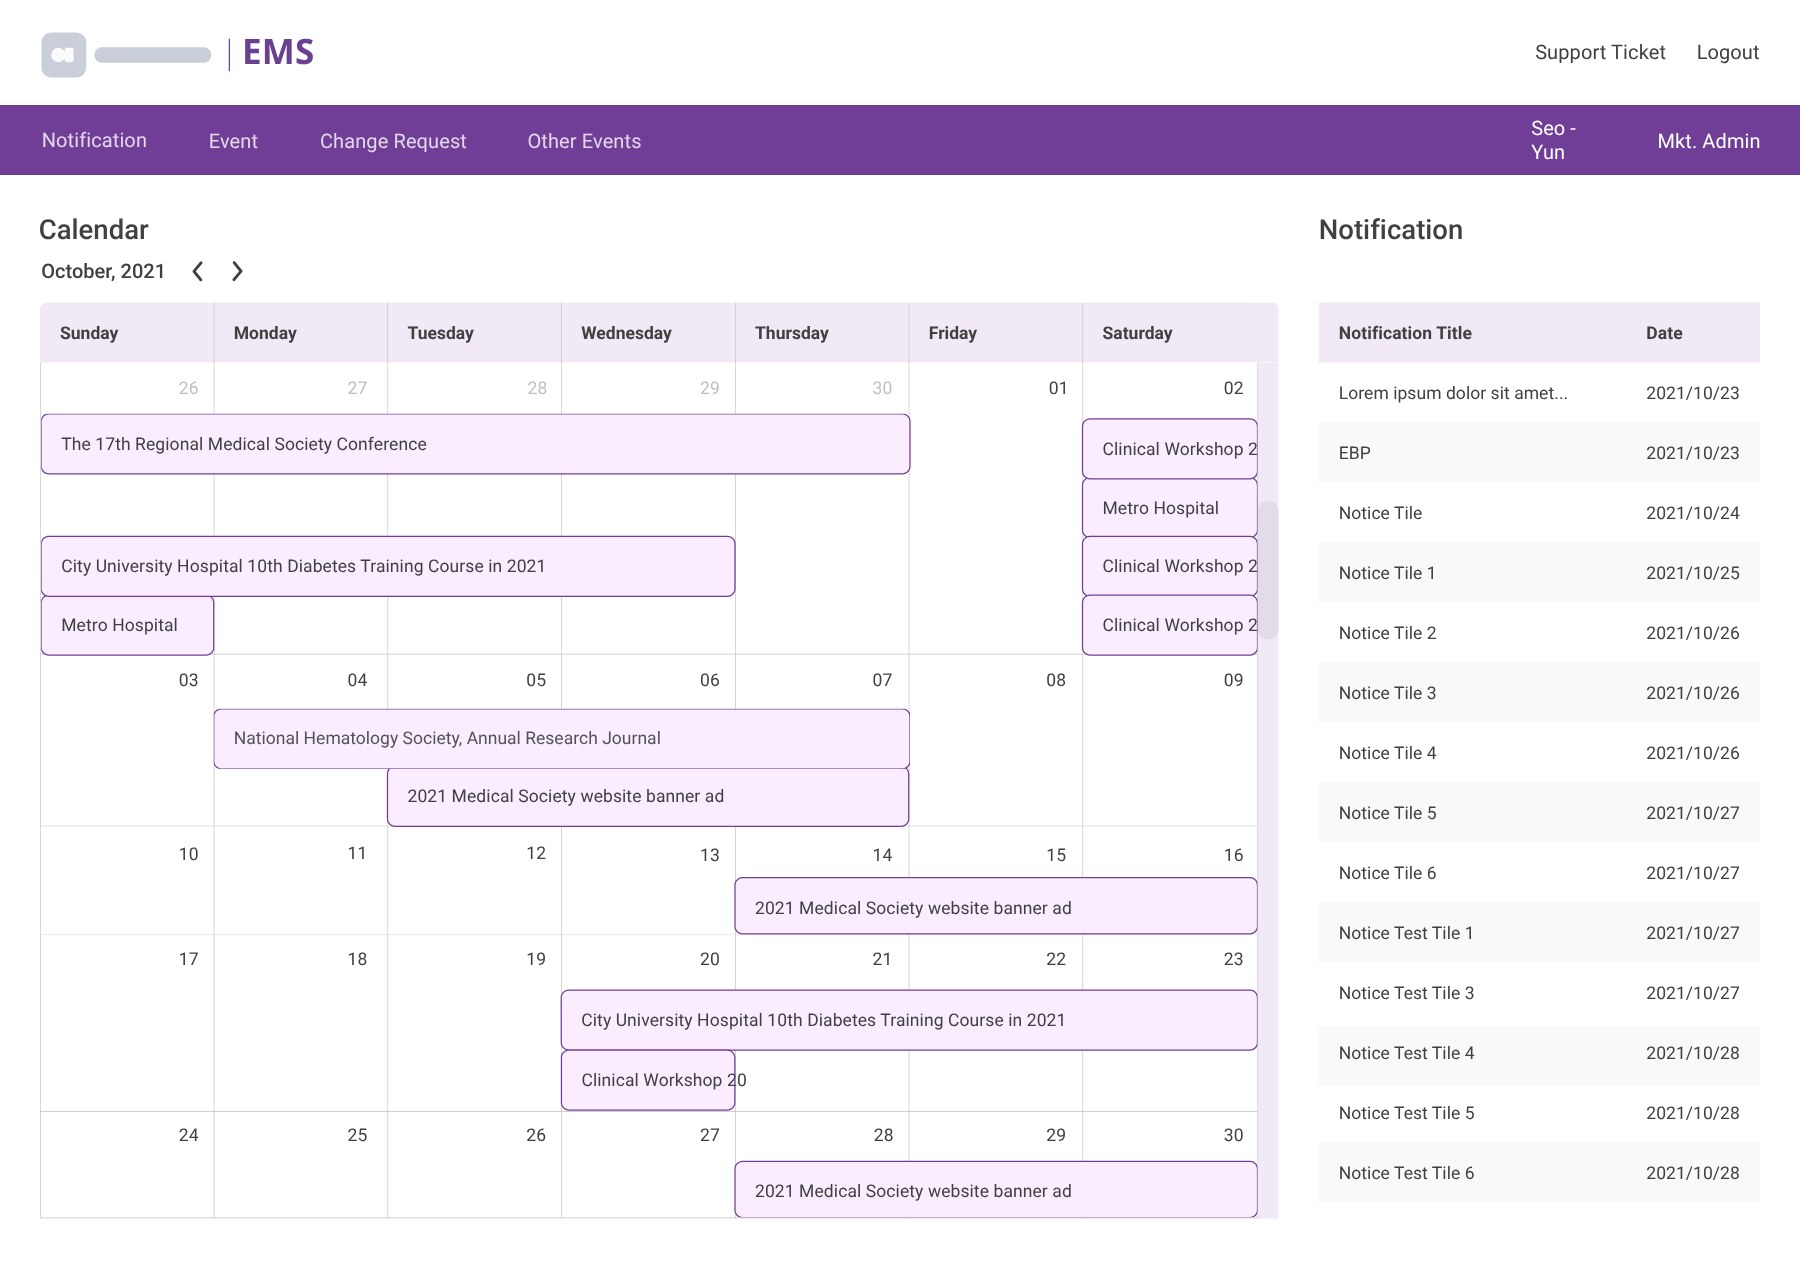 EMS
Support Ticket
Logout
Notification
Event
Change Request
Other Events
Seo -
Yun
Mkt. Admin
Calendar
October, 2021
Sunday
Monday
Tuesday
Wednesday
Thursday
Friday
Saturday
26
27
28
29
30
01
02
The 17th Regional Medical Society Conference
Clinical Workshop 2
Metro Hospital
City University Hospital 10th Diabetes Training Course in 2021
Clinical Workshop 2
Metro Hospital
Clinical Workshop 2
03
04
05
06
07
08
09
National Hematology Society, Annual Research Journal
2021 Medical Society website banner ad
10
11
12
13
14
15
16
2021 Medical Society website banner ad
17
18
19
20
21
22
23
City University Hospital 10th Diabetes Training Course in 2021
Clinical Workshop 20
24
25
26
27
28
29
30
2021 Medical Society website banner ad
Notification
Notification Title Date
Lorem ipsum dolor sit amet... 2021/10/23
EBP 2021/10/23
Notice Tile 2021/10/24
Notice Tile 1 2021/10/25
Notice Tile 2 2021/10/26
Notice Tile 3 2021/10/26
Notice Tile 4 2021/10/26
Notice Tile 5 2021/10/27
Notice Tile 6 2021/10/27
Notice Test Tile 1 2021/10/27
Notice Test Tile 3 2021/10/27
Notice Test Tile 4 2021/10/28
Notice Test Tile 5 2021/10/28
Notice Test Tile 6 2021/10/28